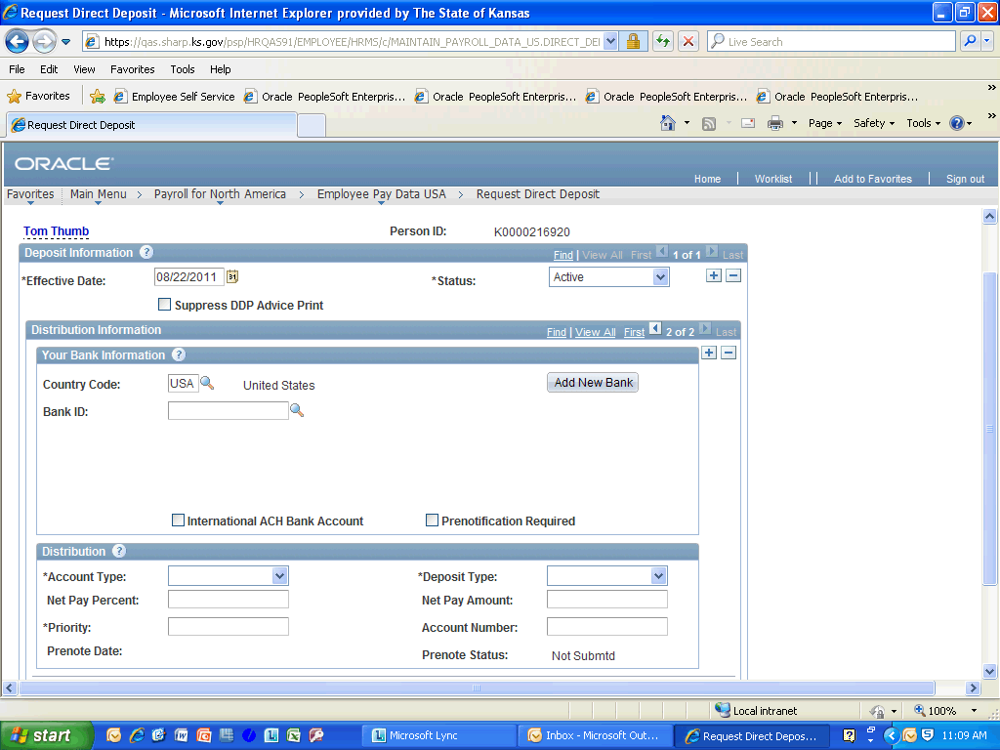 Request Direct Deposit - Microsoft Internet Explorer provided by The State of Kansas
https://qas.sharp.ks.gov/psp/HRQAS91/EMPLOYEE/HRMS/c/MAINTAIN_PAYROLL_DATA_US.DIRECT_DEI Live Search
File Edit View Favorites Tools Help
Favorites Employee Self Service Oracle PeopleSoft Enterpris... Oracle PeopleSoft Enterpris... Oracle PeopleSoft Enterpris... Oracle PeopleSoft Enterpris... »
Request Direct Deposit Page Safety Tools »
ORACLE
Home Worklist Add to Favorites Sign out
Favorites Main Menu > Payroll for North America > Employee Pay Data USA > Request Direct Deposit
Tom Thumb Person ID: K0000216920
Deposit Information ? Find | View All First 1 of 1 Last
*Effective Date: 08/22/2011 31 *Status: Active
Suppress DDP Advice Print
Distribution Information Find | View All First 2 of 2 Last
Your Bank Information ?
Country Code: USA United States Add New Bank
Bank ID:
International ACH Bank Account Prenotification Required
Distribution ?
*Account Type: *Deposit Type:
Net Pay Percent: Net Pay Amount:
*Priority: Account Number:
Prenote Date: Prenote Status: Not Submtd
Local intranet 100%
start Microsoft Lync Inbox - Microsoft Out... Request Direct Depos... 11:09 AM